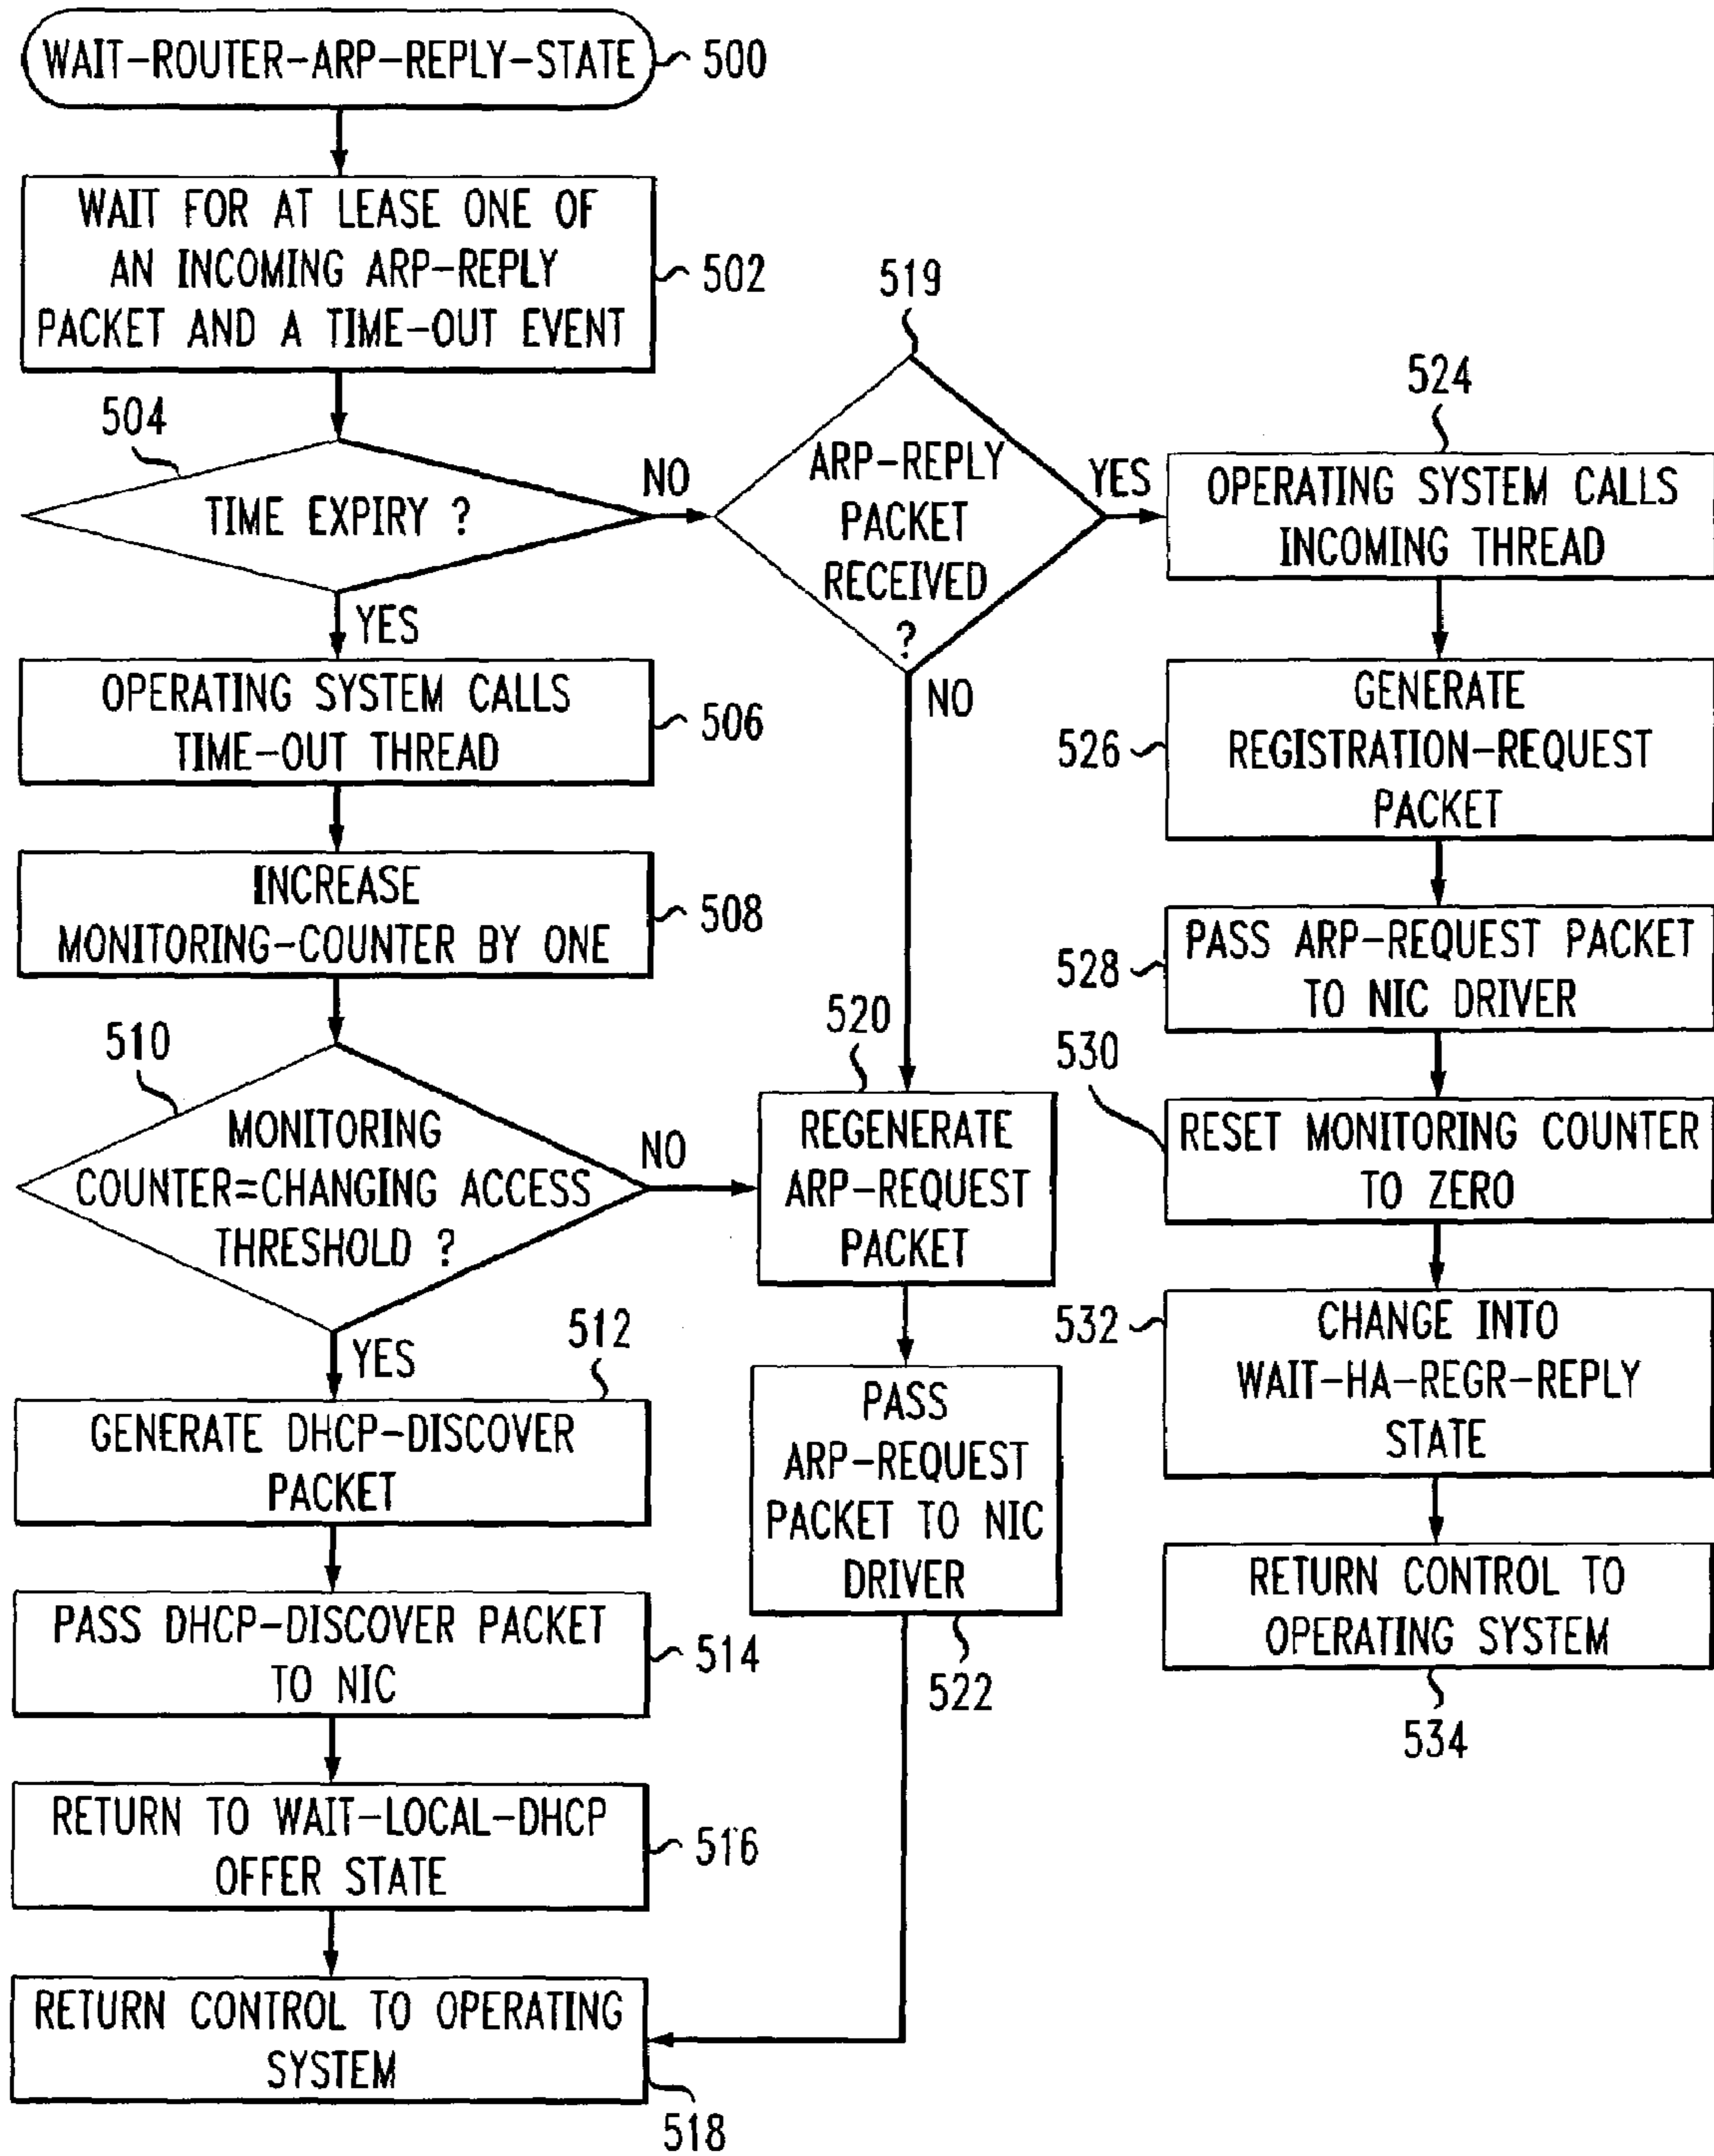 WAIT-ROUTER-ARP-REPLY-STATE
500
WAIT FOR AT LEASE ONE OF
AN INCOMING ARP-REPLY
PACKET AND A TIME-OUT EVENT
502
504
TIME EXPIRY ?
NO
YES
OPERATING SYSTEM CALLS
TIME-OUT THREAD
506
INCREASE
MONITORING-COUNTER BY ONE
508
510
MONITORING
COUNTER=CHANGING ACCESS
THRESHOLD ?
NO
YES
512
GENERATE DHCP-DISCOVER
PACKET
PASS DHCP-DISCOVER PACKET
TO NIC
514
RETURN TO WAIT-LOCAL-DHCP
OFFER STATE
516
RETURN CONTROL TO OPERATING
SYSTEM
518
519
ARP-REPLY
PACKET
RECEIVED
?
YES
NO
520
REGENERATE
ARP-REQUEST
PACKET
PASS
ARP-REQUEST
PACKET TO NIC
DRIVER
522
524
OPERATING SYSTEM CALLS
INCOMING THREAD
GENERATE
REGISTRATION-REQUEST
PACKET
526
PASS ARP-REQUEST PACKET
TO NIC DRIVER
528
530
RESET MONITORING COUNTER
TO ZERO
532
CHANGE INTO
WAIT-HA-REGR-REPLY
STATE
RETURN CONTROL TO
OPERATING SYSTEM
534